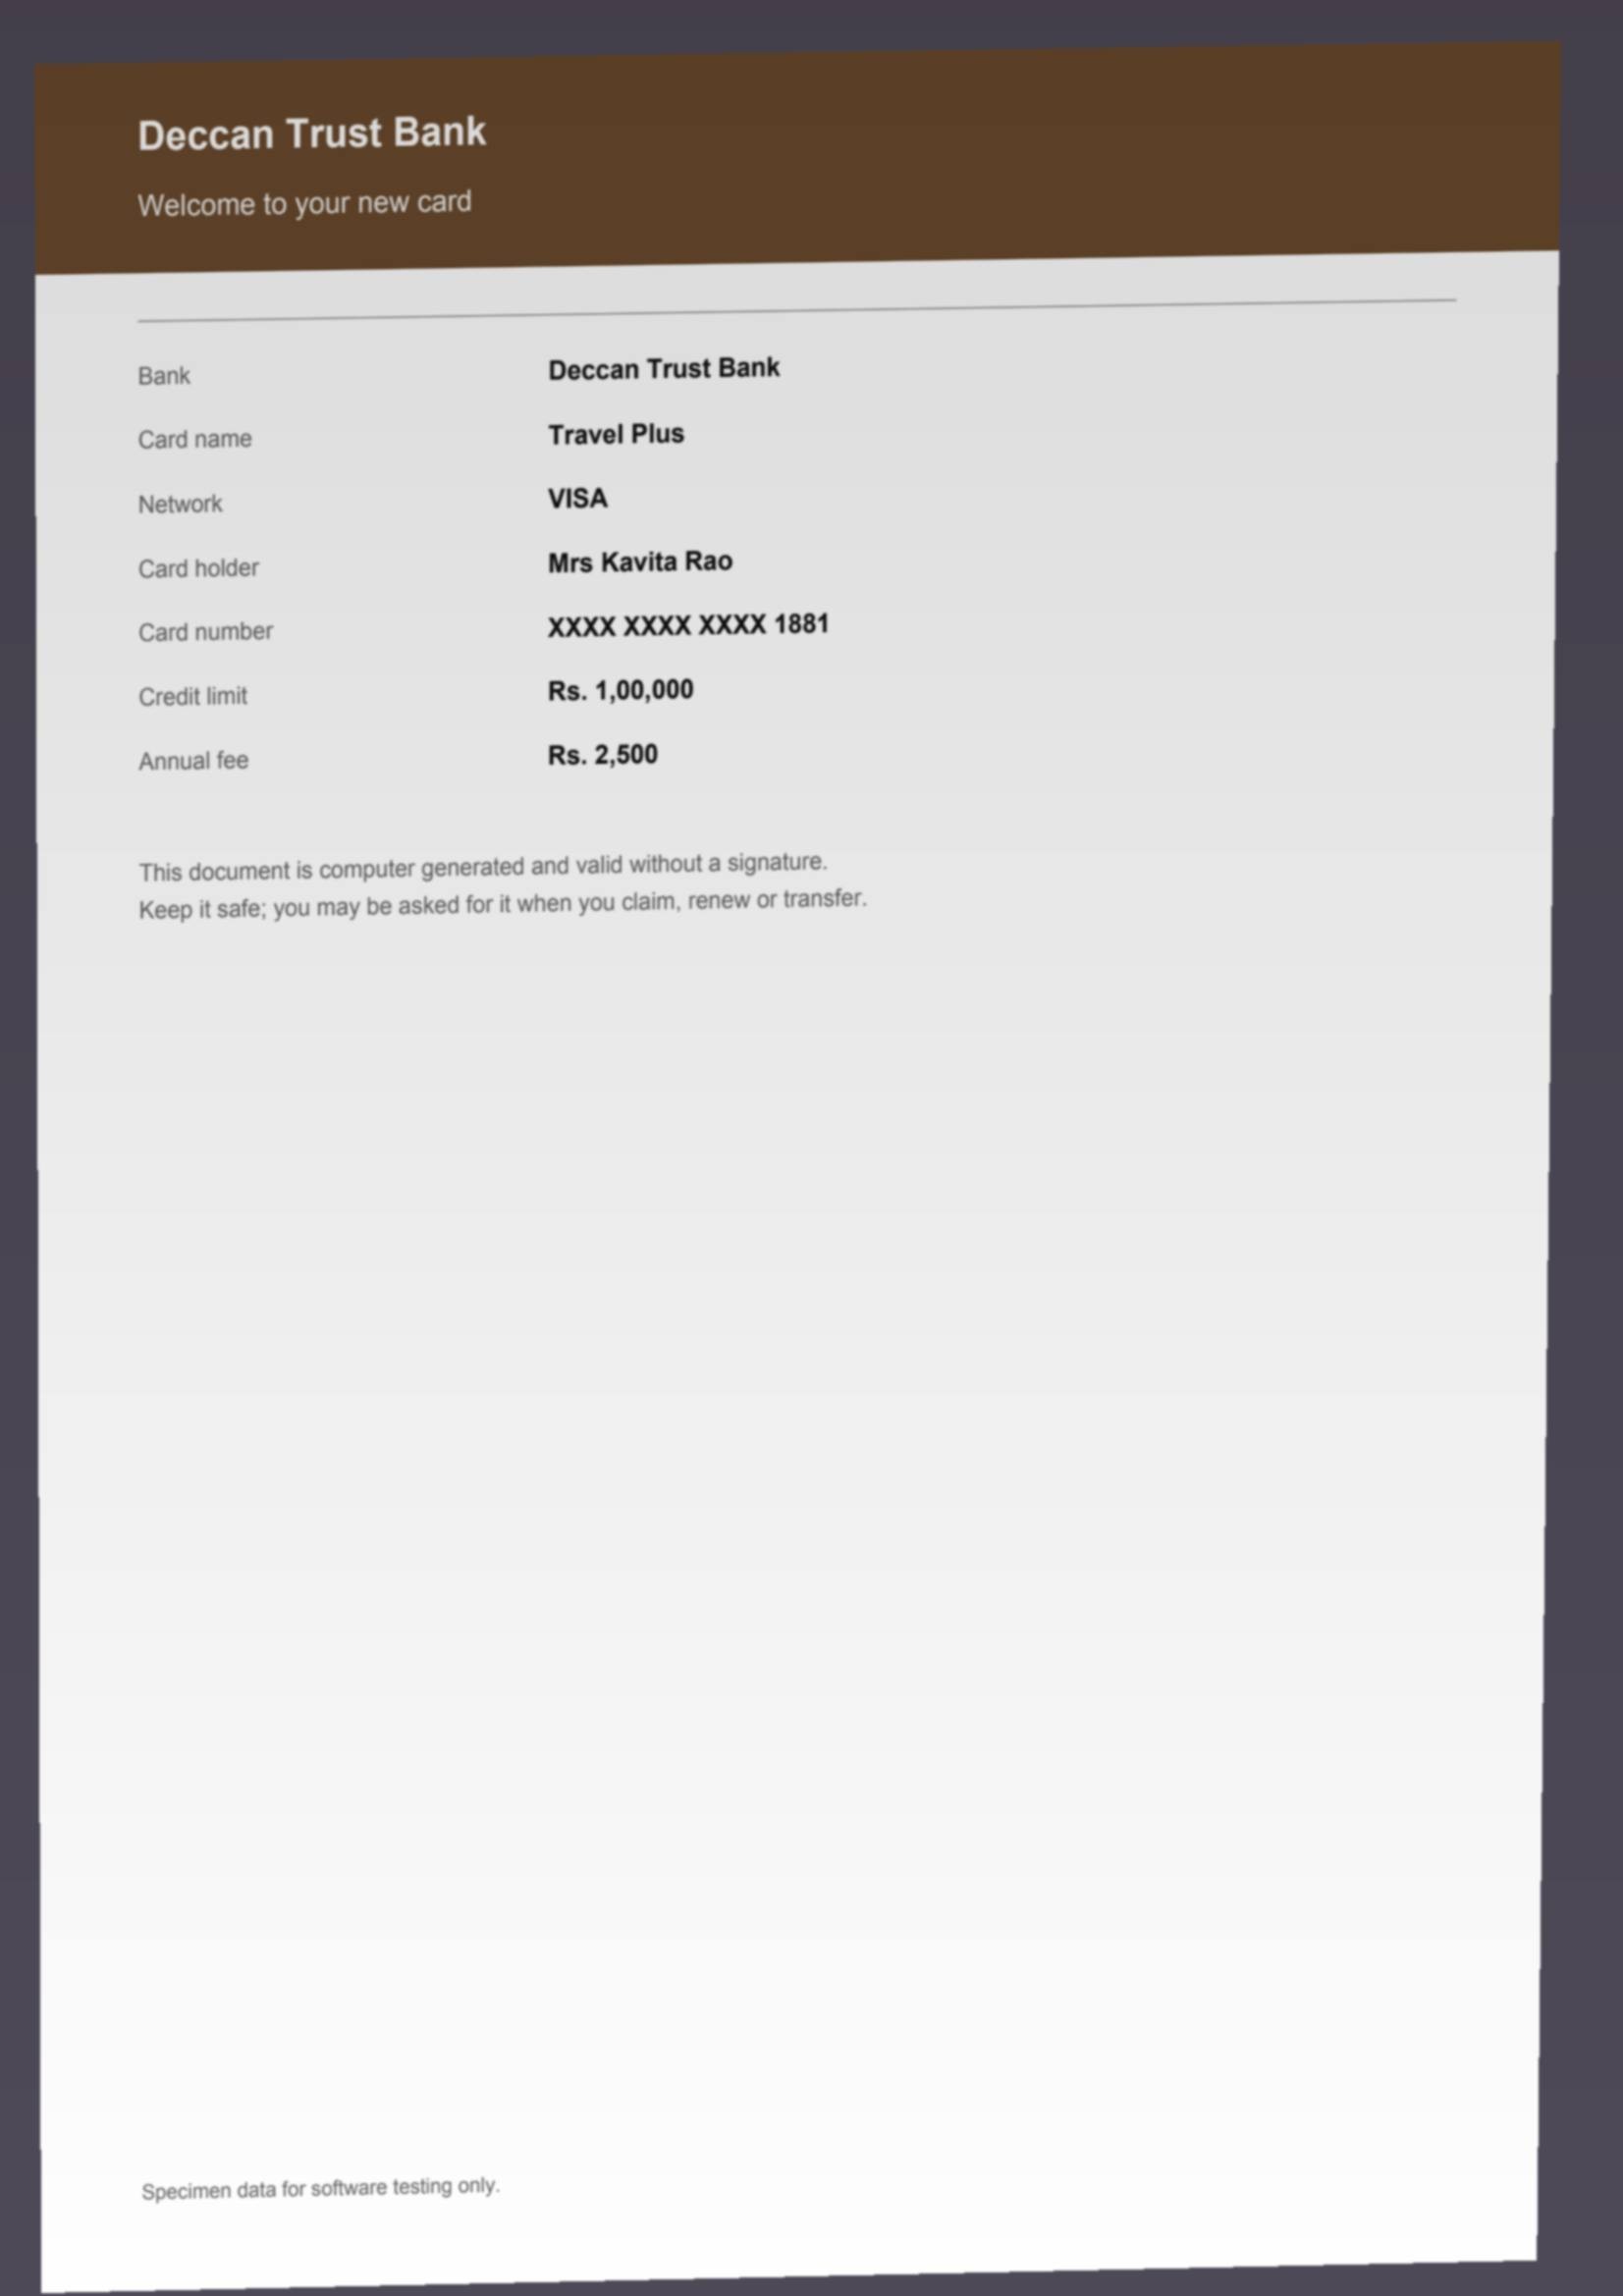 Deccan Trust Bank
Welcome to your new card
Bank Deccan Trust Bank
Card name Travel Plus
Network VISA
Card holder Mrs Kavita Rao
Card number XXXX XXXX XXXX 1881
Credit limit Rs. 1,00,000
Annual fee Rs. 2,500
This document is computer generated and valid without a signature.
Keep it safe; you may be asked for it when you claim, renew or transfer.
Specimen data for software testing only.